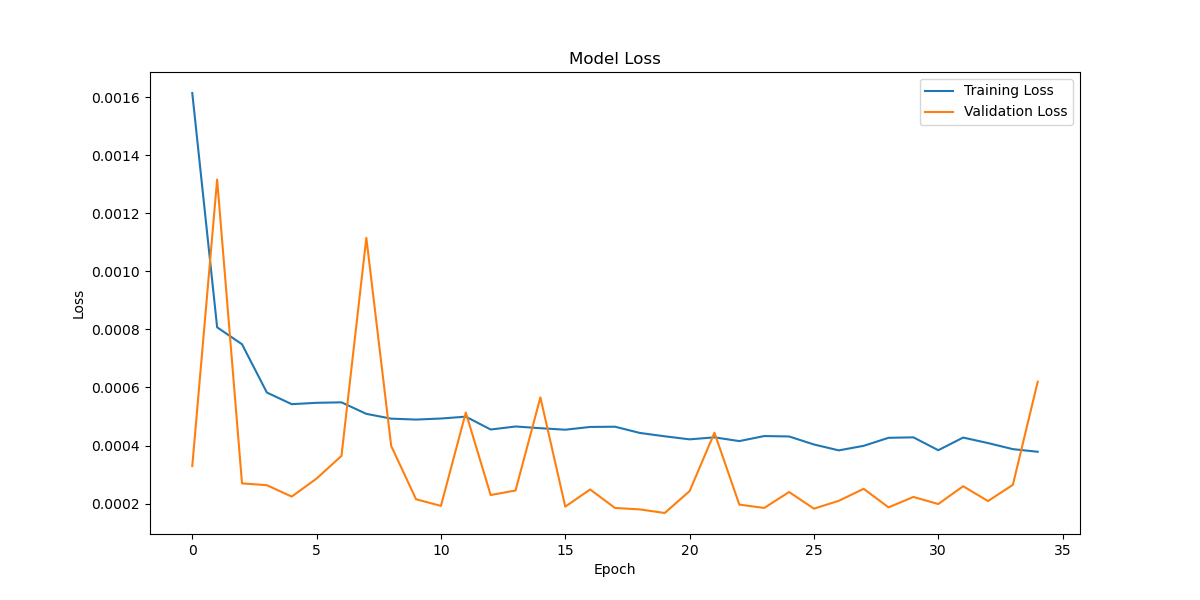 Model Loss
Training Loss
Validation Loss
0.0016
0.0014
0.0012
0.0010
0.0008
0.0006
0.0004
0.0002
Loss
0 5 10 15 20 25 30 35
Epoch